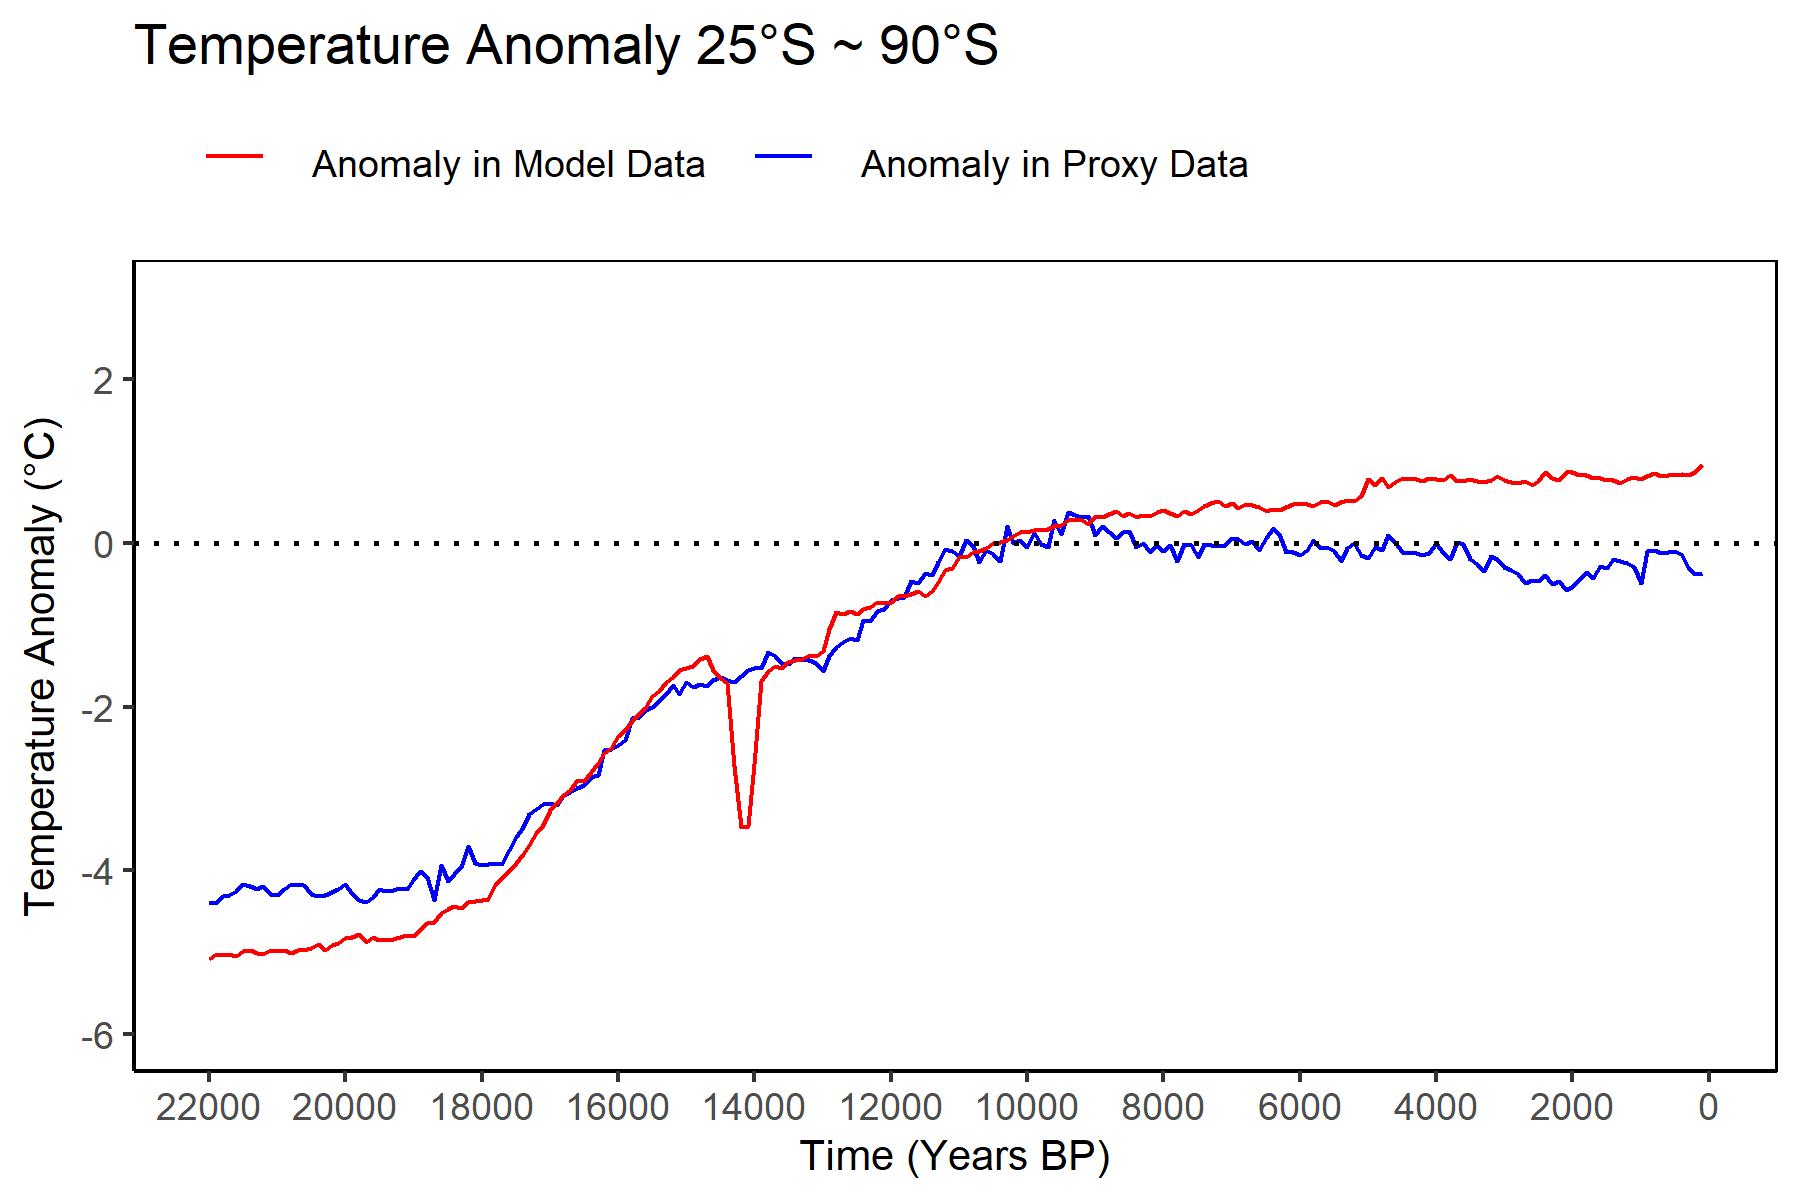 Temperature Anomaly 25°S ~ 90°S
Anomaly in Model Data Anomaly in Proxy Data
Temperature Anomaly (°C)
2
0
-2
-4
-6
22000 20000 18000 16000 14000 12000 10000 8000 6000 4000 2000 0
Time (Years BP)